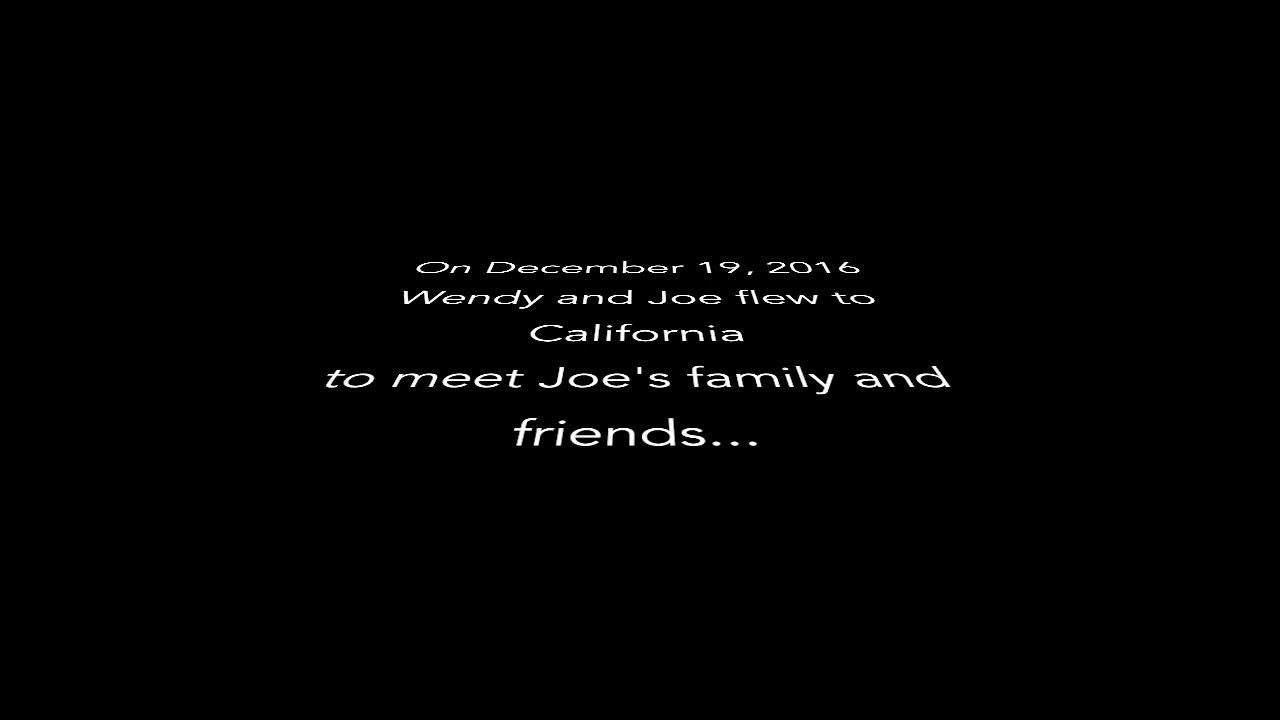 On December 19, 2016
Wendy and Joe flew to
California
to meet Joe's family and
friends...